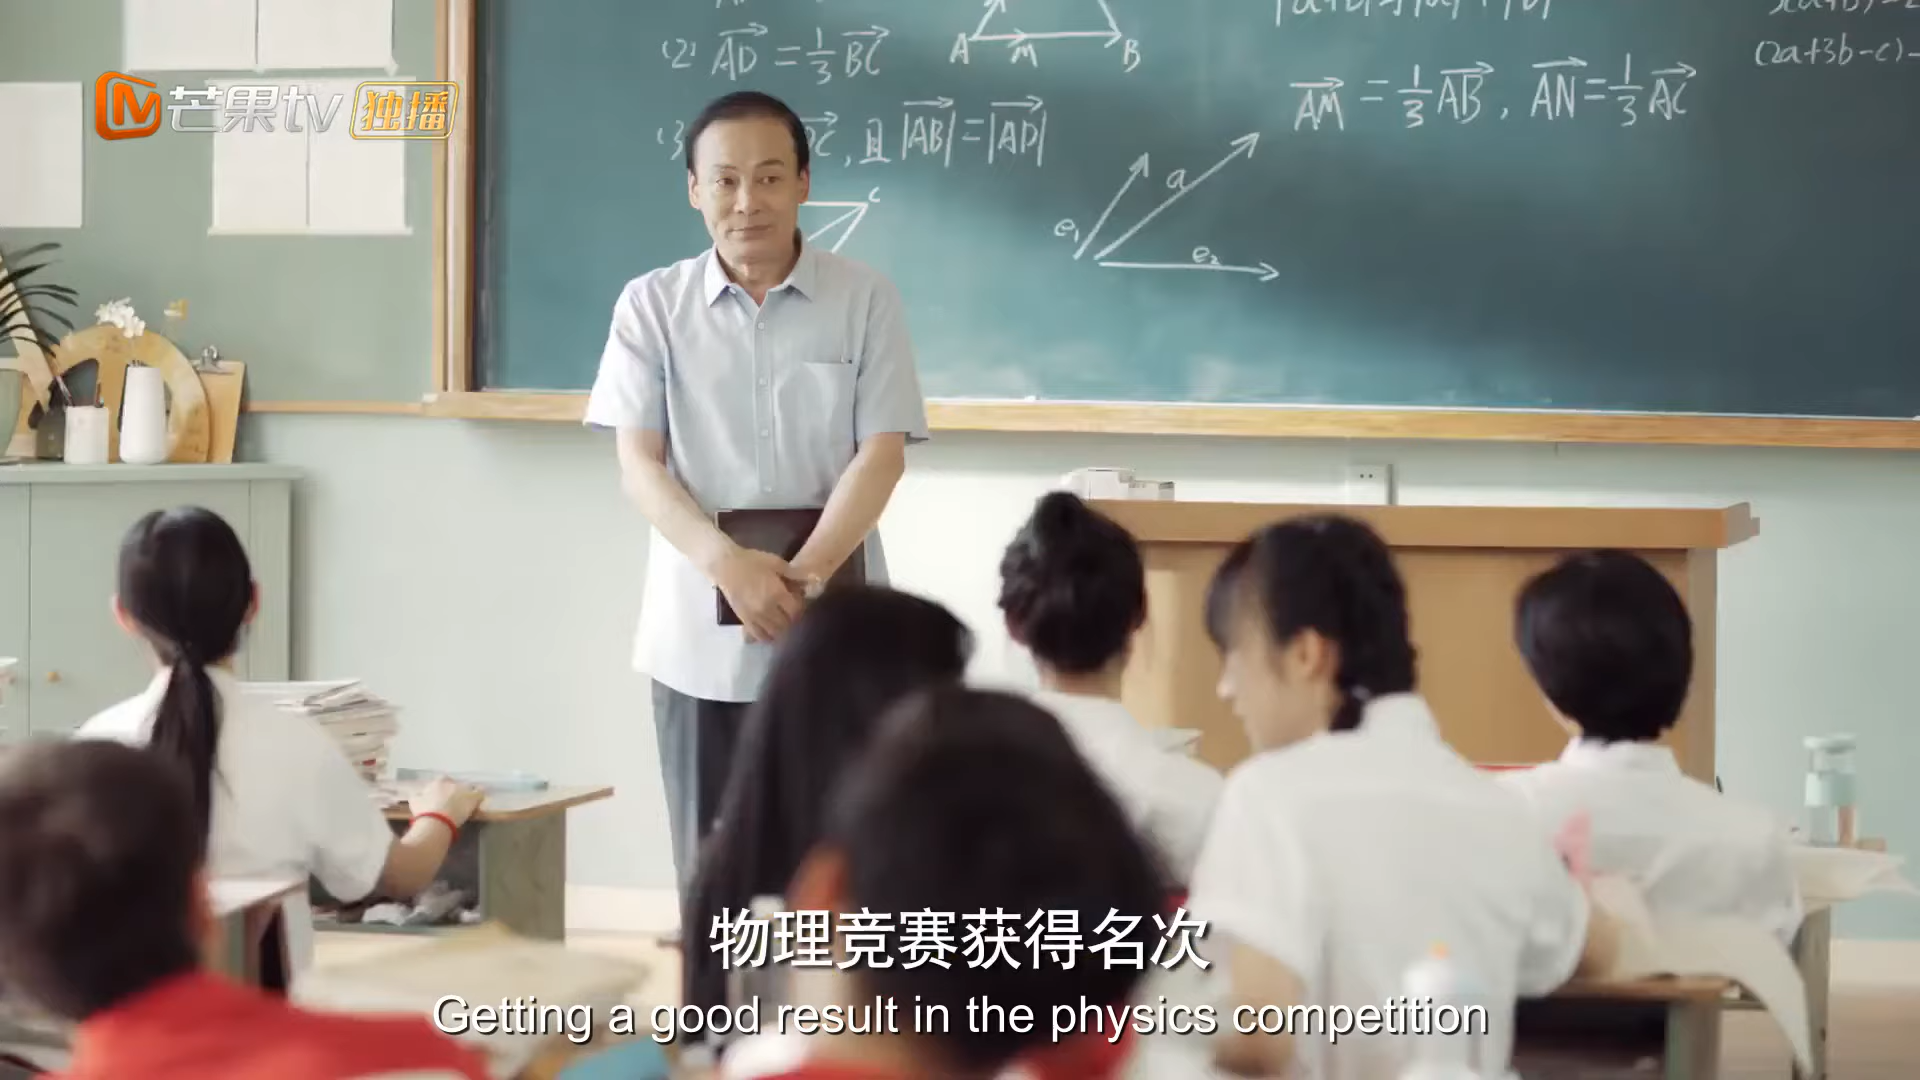 芒果tv 独播
(2) AD = 1/3 BC
A M B
(3) DC, 且 |AB| = |AD|
C
AM = 1/3 AB, AN = 1/3 AC
(2a+3b-c)-
e₁ a e₂
物理竞赛获得名次
Getting a good result in the physics competition